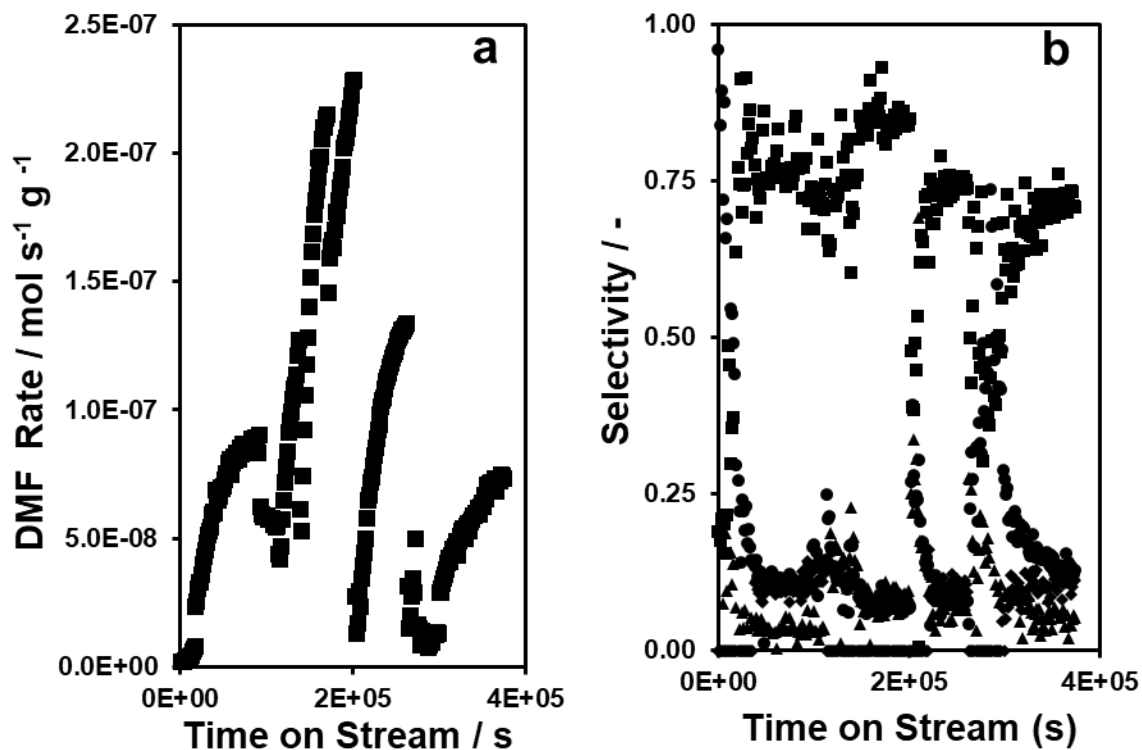 a
2.5E-07
2.0E-07
1.5E-07
1.0E-07
5.0E-08
0.0E+00
DMF Rate / mol s⁻¹ g ⁻¹
0E+00 2E+05 4E+05
Time on Stream / s
b
1.00
0.75
0.50
0.25
0.00
Selectivity / -
0E+00 2E+05 4E+05
Time on Stream (s)